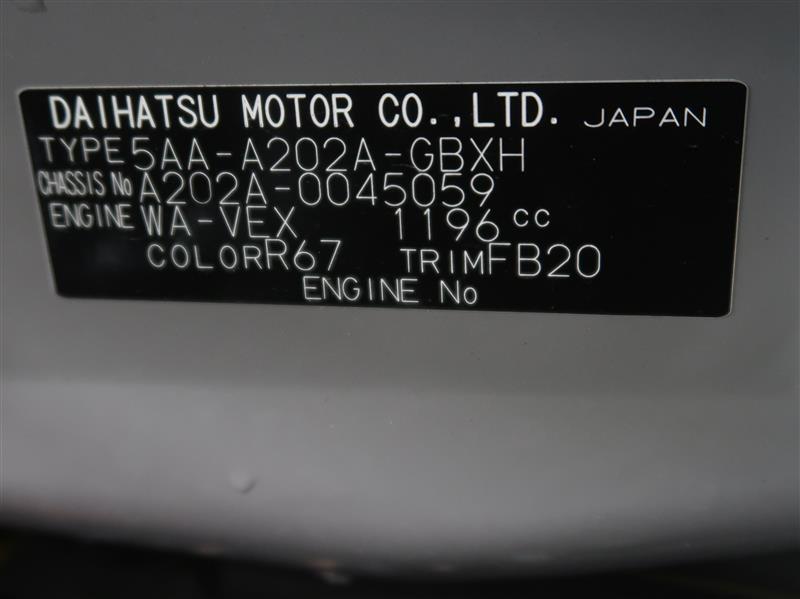 DAIHATSU MOTOR CO.,LTD. JAPAN
TYPE 5AA-A202A-GBXH
CHASSIS No A202A-0045059
ENGINE WA-VEX 1196 cc
COLOR R67 TRIM FB20
ENGINE No